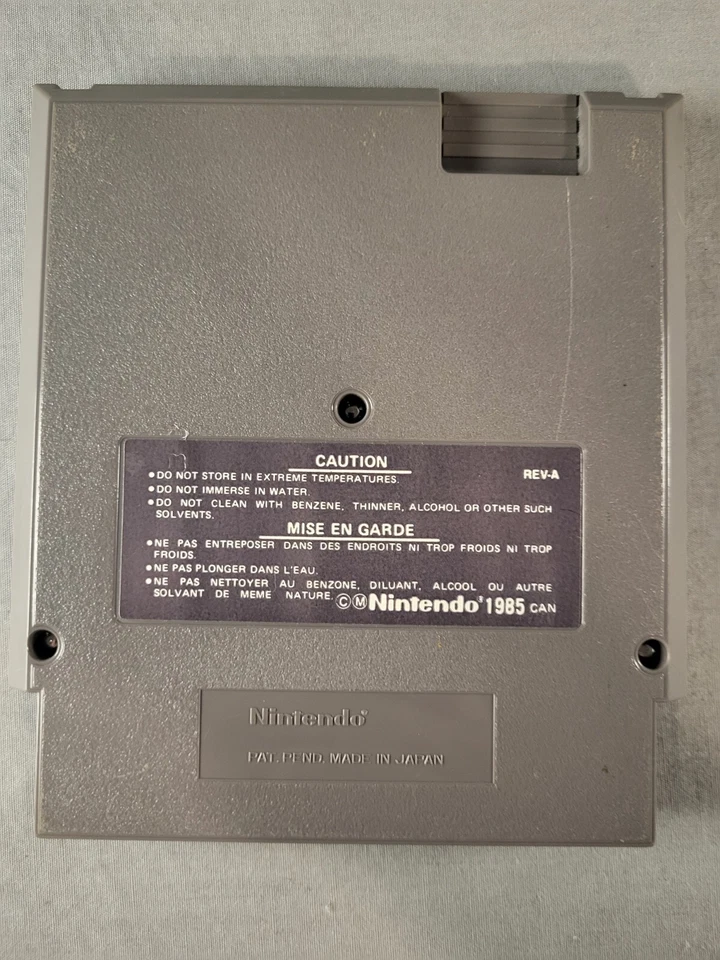 CAUTION
REV-A
•DO NOT STORE IN EXTREME TEMPERATURES.
•DO NOT IMMERSE IN WATER.
•DO NOT CLEAN WITH BENZENE, THINNER, ALCOHOL OR OTHER SUCH
SOLVENTS.
MISE EN GARDE
•NE PAS ENTREPOSER DANS DES ENDROITS NI TROP FROIDS NI TROP
FROIDS.
•NE PAS PLONGER DANS L'EAU.
•NE PAS NETTOYER AU BENZONE, DILUANT, ALCOOL OU AUTRE
SOLVANT DE MEME NATURE.
ⒸⓂNintendo® 1985 CAN
Nintendo®
PAT. PEND. MADE IN JAPAN